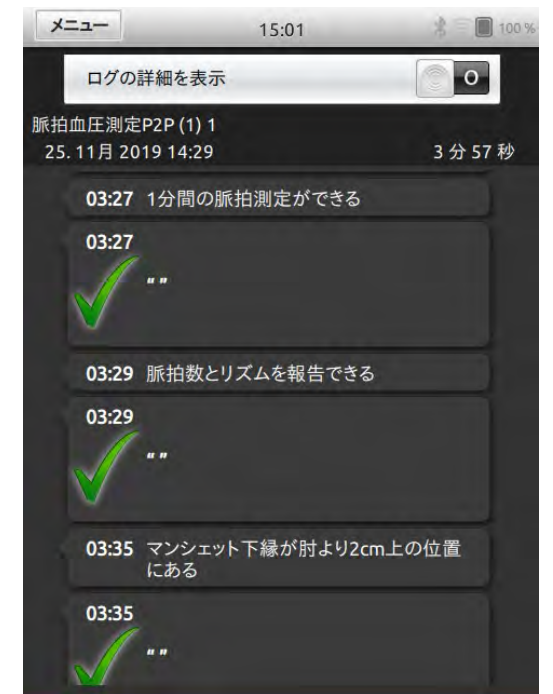 メニュー 15:01 100 %
ログの詳細を表示 O
脈拍血圧測定P2P (1) 1
25. 11月 2019 14:29 3 分 57 秒
03:27 1分間の脈拍測定ができる
03:27
" "
03:29 脈拍数とリズムを報告できる
03:29
" "
03:35 マンシェット下縁が肘より2cm上の位置
にある
03:35
" "